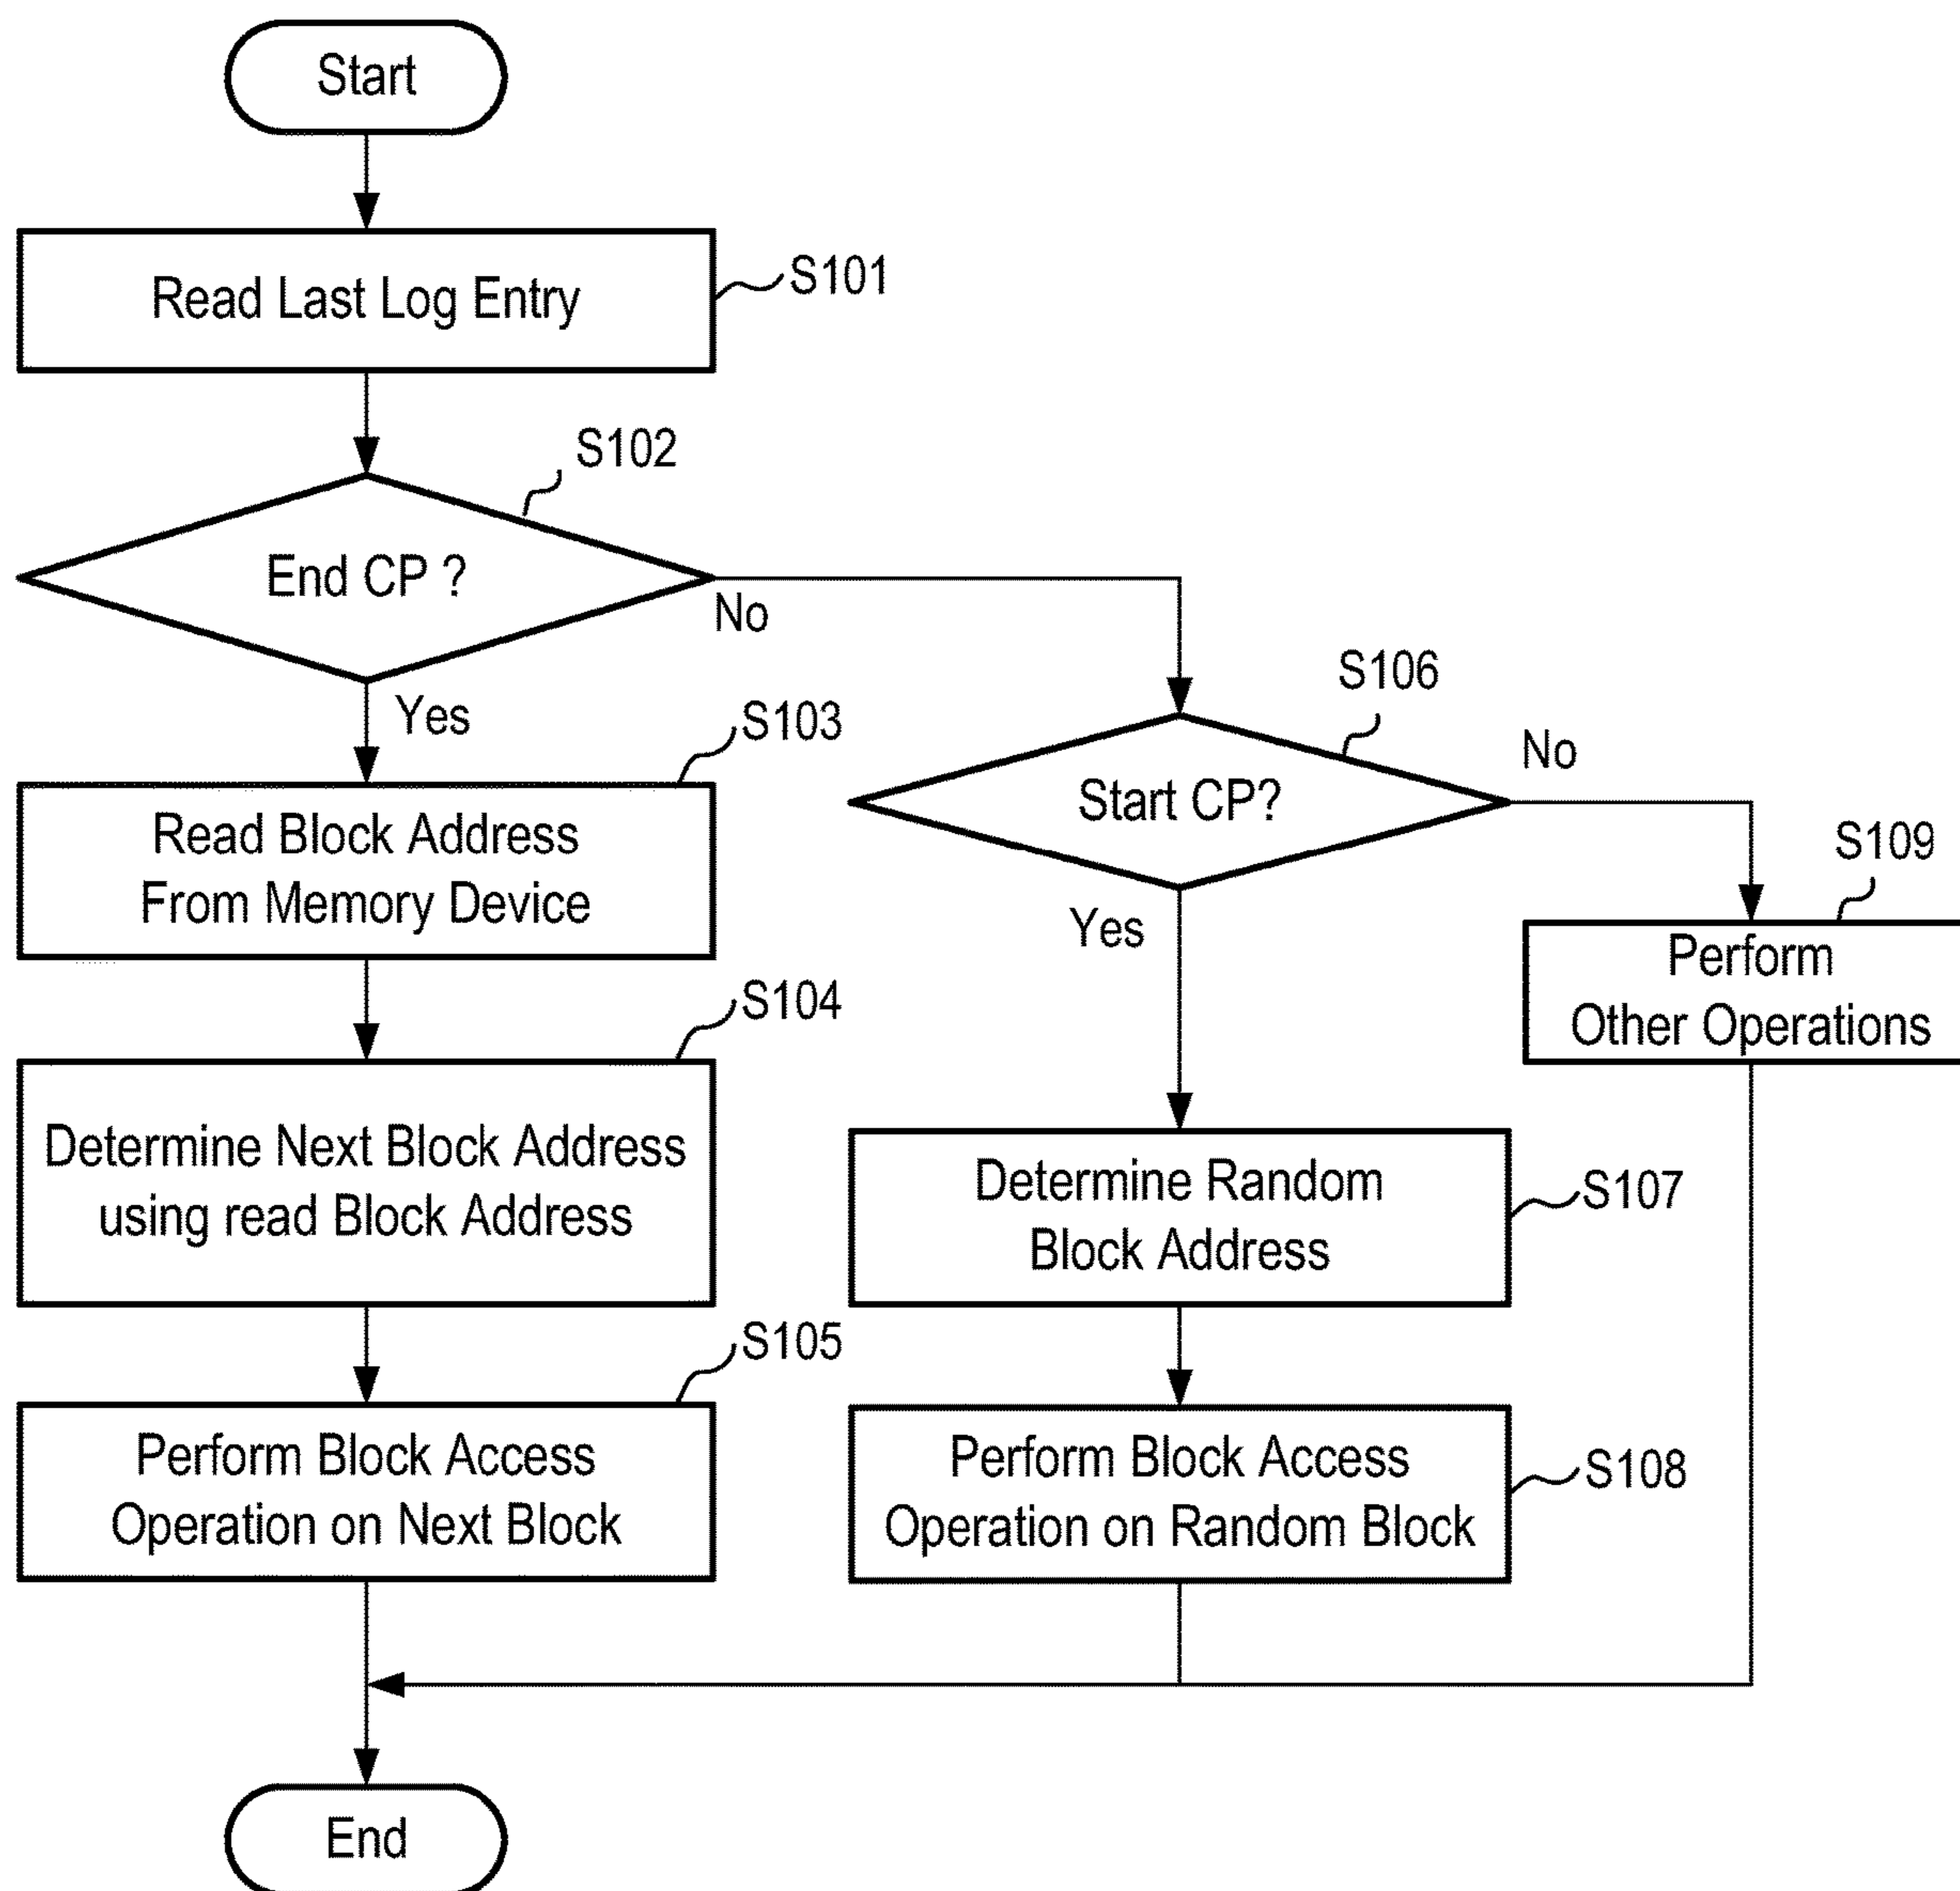 Start
Read Last Log Entry
S101
S102
End CP ?
No
Yes
S103
Read Block Address
From Memory Device
S104
Determine Next Block Address
using read Block Address
S105
Perform Block Access
Operation on Next Block
S106
Start CP?
No
Yes
S109
Perform
Other Operations
Determine Random
Block Address
S107
Perform Block Access
Operation on Random Block
S108
End